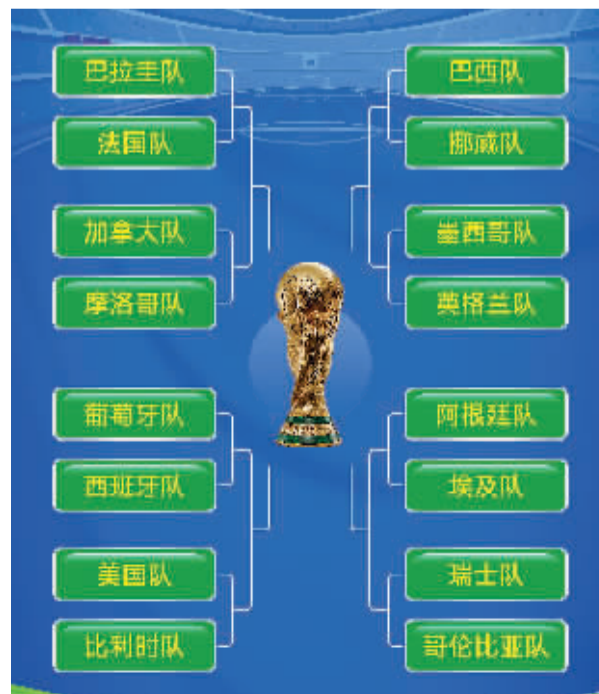 巴拉圭队
法国队
加拿大队
摩洛哥队
葡萄牙队
西班牙队
美国队
比利时队
巴西队
挪威队
墨西哥队
英格兰队
阿根廷队
埃及队
瑞士队
哥伦比亚队